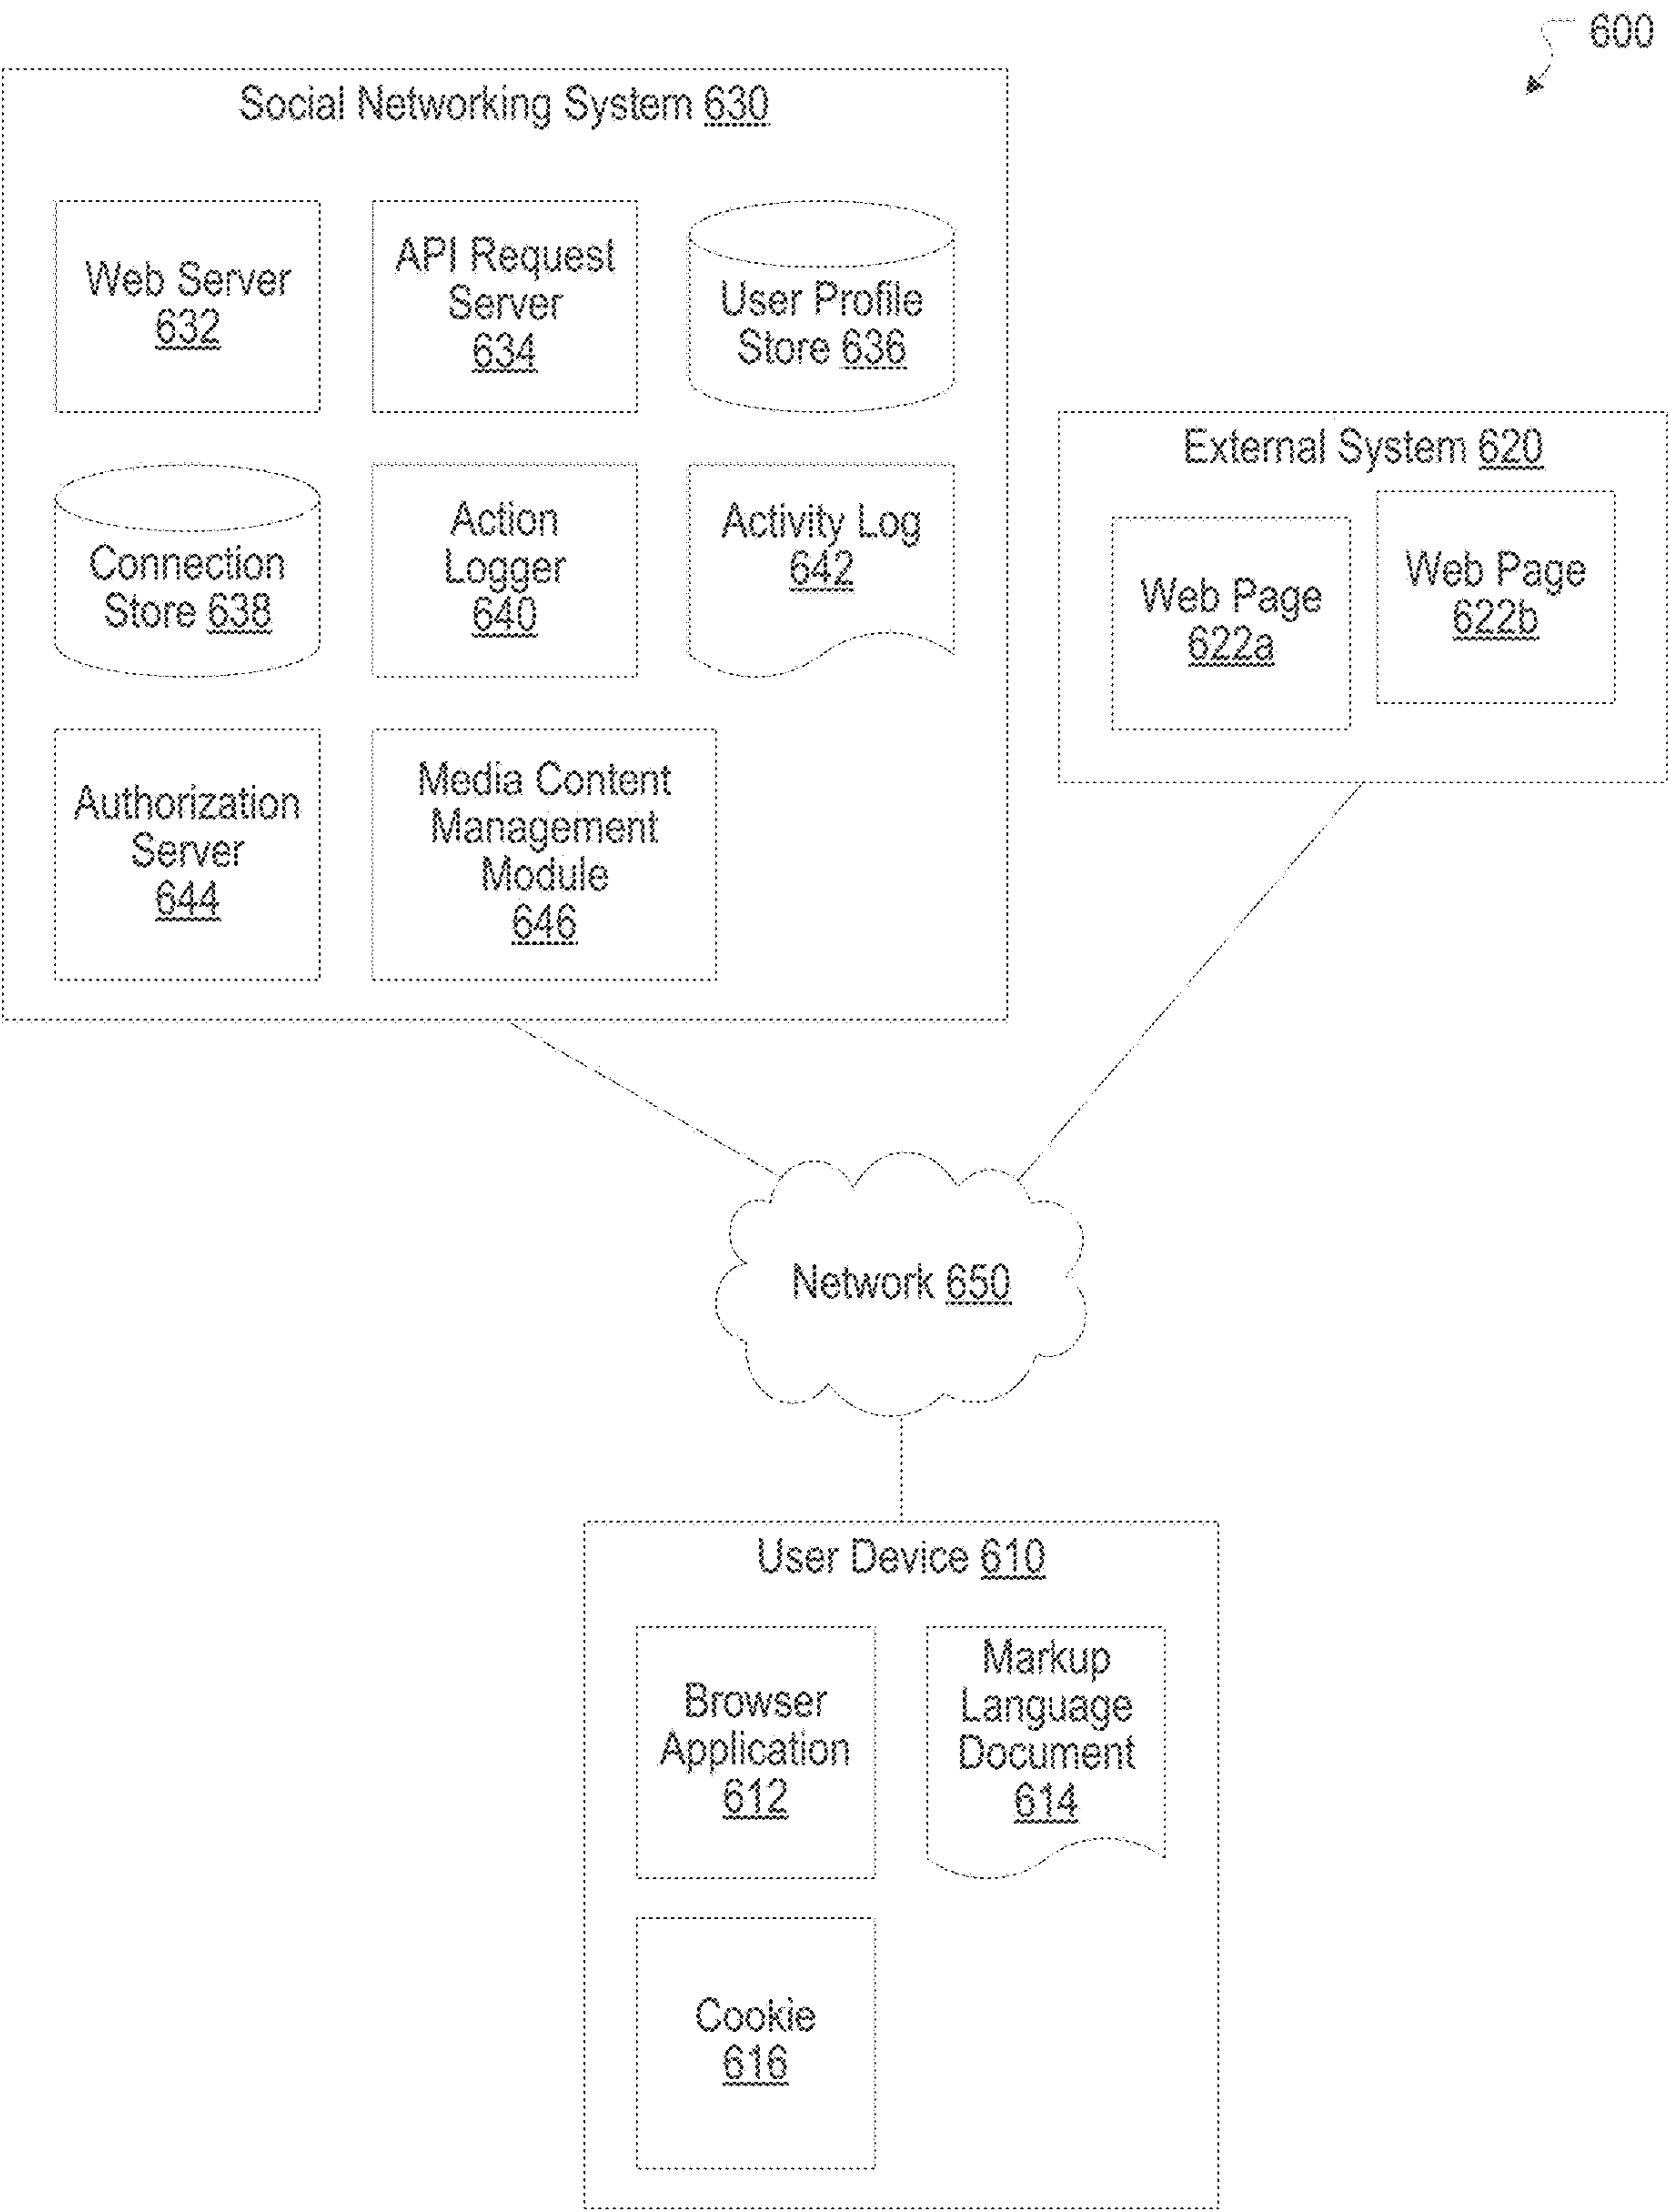 600
Social Networking System 630
Web Server
632
API Request
Server
634
User Profile
Store 636
Connection
Store 638
Action
Logger
640
Activity Log
642
Authorization
Server
644
Media Content
Management
Module
646
External System 620
Web Page
622a
Web Page
622b
Network 650
User Device 610
Browser
Application
612
Markup
Language
Document
614
Cookie
616